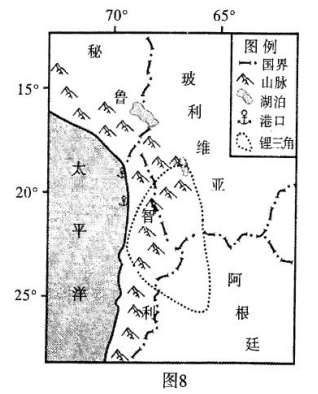 70° 65°
15°
20°
25°
秘
鲁
玻
利
维
亚
太
平
洋
智
利
阿
根
廷
图例
国界
山脉
湖泊
港口
锂三角
图8